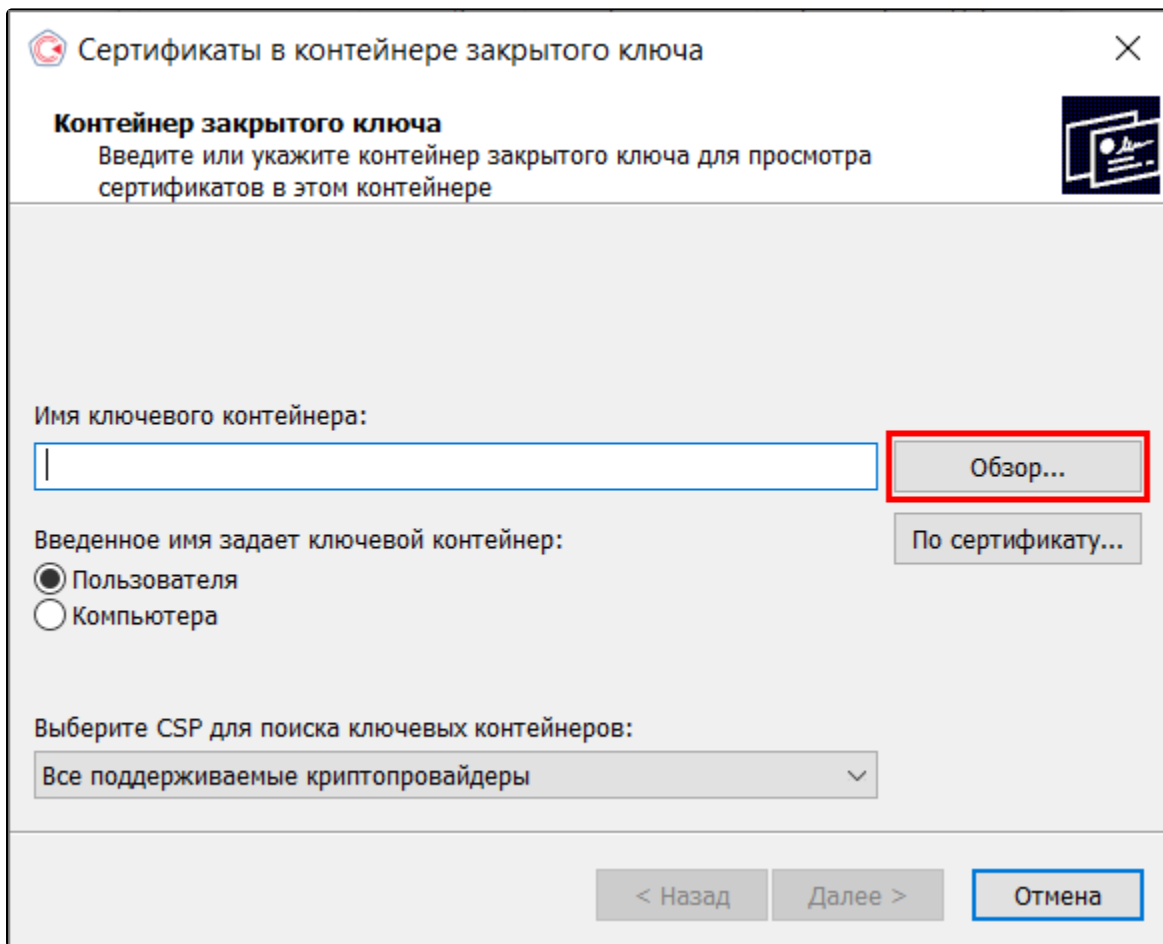 Сертификаты в контейнере закрытого ключа
Контейнер закрытого ключа
Введите или укажите контейнер закрытого ключа для просмотра
сертификатов в этом контейнере
Имя ключевого контейнера:
Обзор...
Введенное имя задает ключевой контейнер:
По сертификату...
Пользователя
Компьютера
Выберите CSP для поиска ключевых контейнеров:
Все поддерживаемые криптопровайдеры
< Назад
Далее >
Отмена